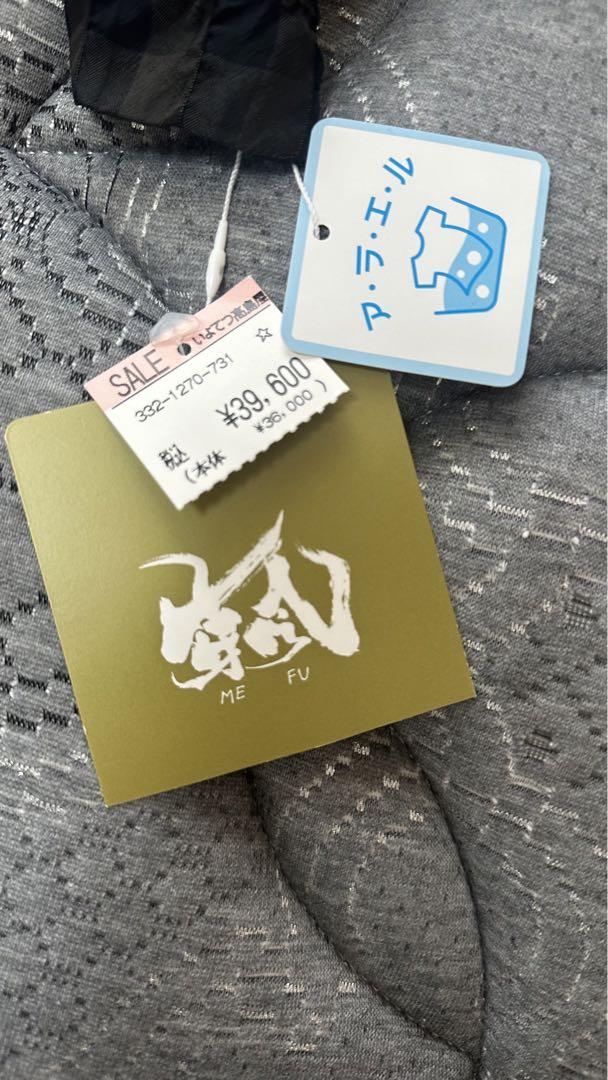 ア・ラ・エ・ル
いよてつ高島屋
SALE
☆
332-1270-731
¥39,600
税込
(本体 ¥36,000)
ME FU